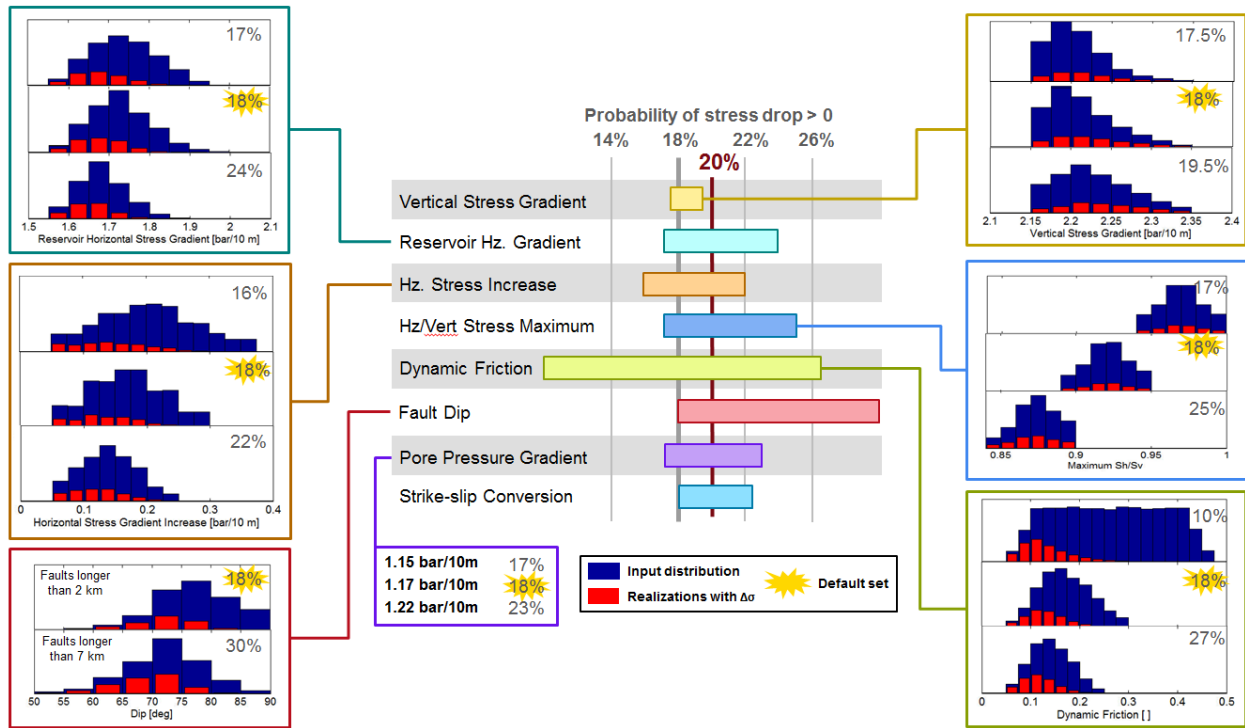 17%
18%
24%
1.5 1.6 1.7 1.8 1.9 2 2.1
Reservoir Horizontal Stress Gradient [bar/10 m]
16%
18%
22%
0 0.1 0.2 0.3 0.4
Horizontal Stress Gradient Increase [bar/10 m]
Faults longer
than 2 km
18%
Faults longer
than 7 km
30%
50 55 60 65 70 75 80 85 90
Dip [deg]
Probability of stress drop > 0
14% 18% 22% 26%
20%
Vertical Stress Gradient
Reservoir Hz. Gradient
Hz. Stress Increase
Hz/Vert Stress Maximum
Dynamic Friction
Fault Dip
Pore Pressure Gradient
Strike-slip Conversion
1.15 bar/10m 17%
1.17 bar/10m 18%
1.22 bar/10m 23%
Input distribution
Realizations with Δσ
Default set
17.5%
18%
19.5%
2.1 2.15 2.2 2.25 2.3 2.35 2.4
Vertical Stress Gradient [bar/10 m]
17%
18%
25%
0.85 0.9 0.95 1
Maximum Sh/Sv
10%
18%
27%
0 0.1 0.2 0.3 0.4 0.5
Dynamic Friction [ ]